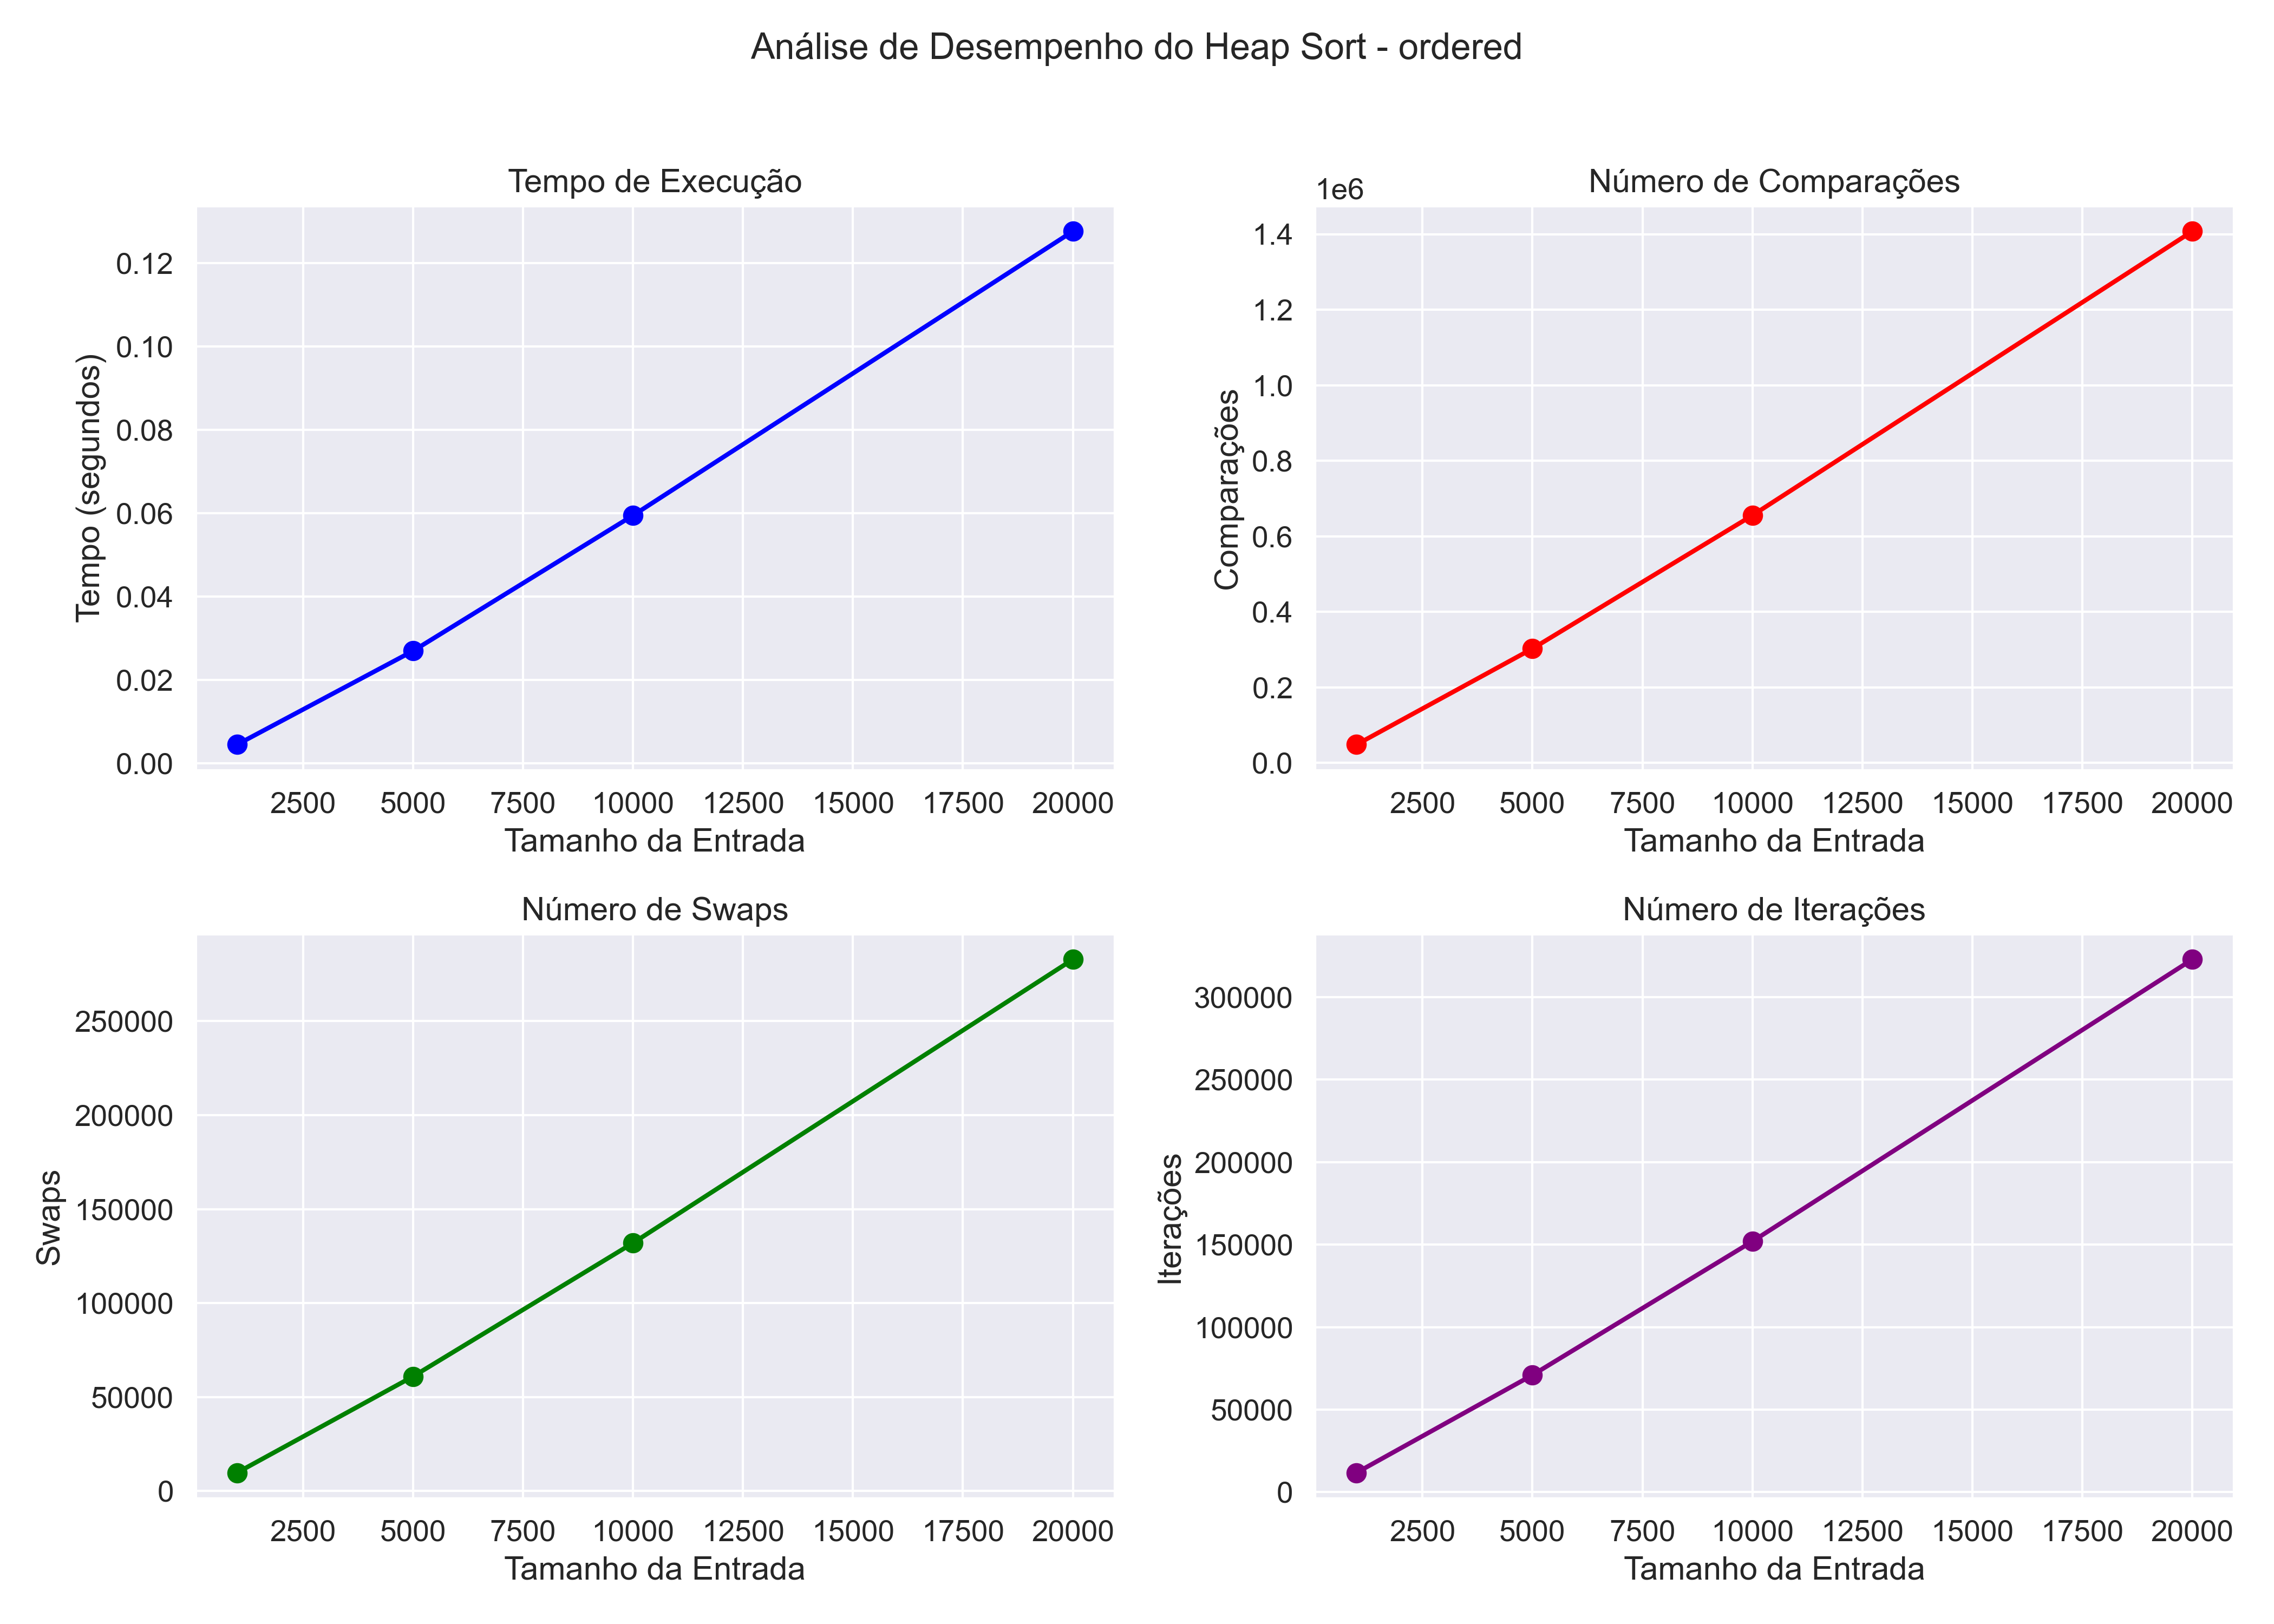 Análise de Desempenho do Heap Sort - ordered
Tempo de Execução
Tempo (segundos)
0.12
0.10
0.08
0.06
0.04
0.02
0.00
2500 5000 7500 10000 12500 15000 17500 20000
Tamanho da Entrada
Número de Comparações
1e6
Comparações
1.4
1.2
1.0
0.8
0.6
0.4
0.2
0.0
2500 5000 7500 10000 12500 15000 17500 20000
Tamanho da Entrada
Número de Swaps
Swaps
250000
200000
150000
100000
50000
0
2500 5000 7500 10000 12500 15000 17500 20000
Tamanho da Entrada
Número de Iterações
Iterações
300000
250000
200000
150000
100000
50000
0
2500 5000 7500 10000 12500 15000 17500 20000
Tamanho da Entrada